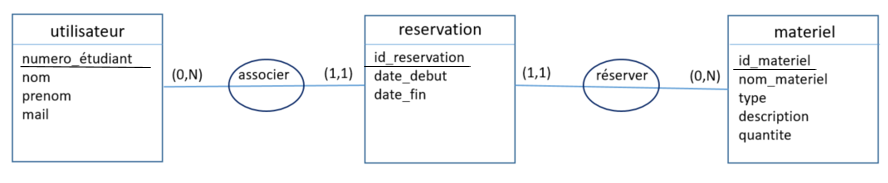 utilisateur
numero_étudiant
nom
prenom
mail
(0,N)
associer
(1,1)
reservation
id_reservation
date_debut
date_fin
(1,1)
réserver
(0,N)
materiel
id_materiel
nom_materiel
type
description
quantite